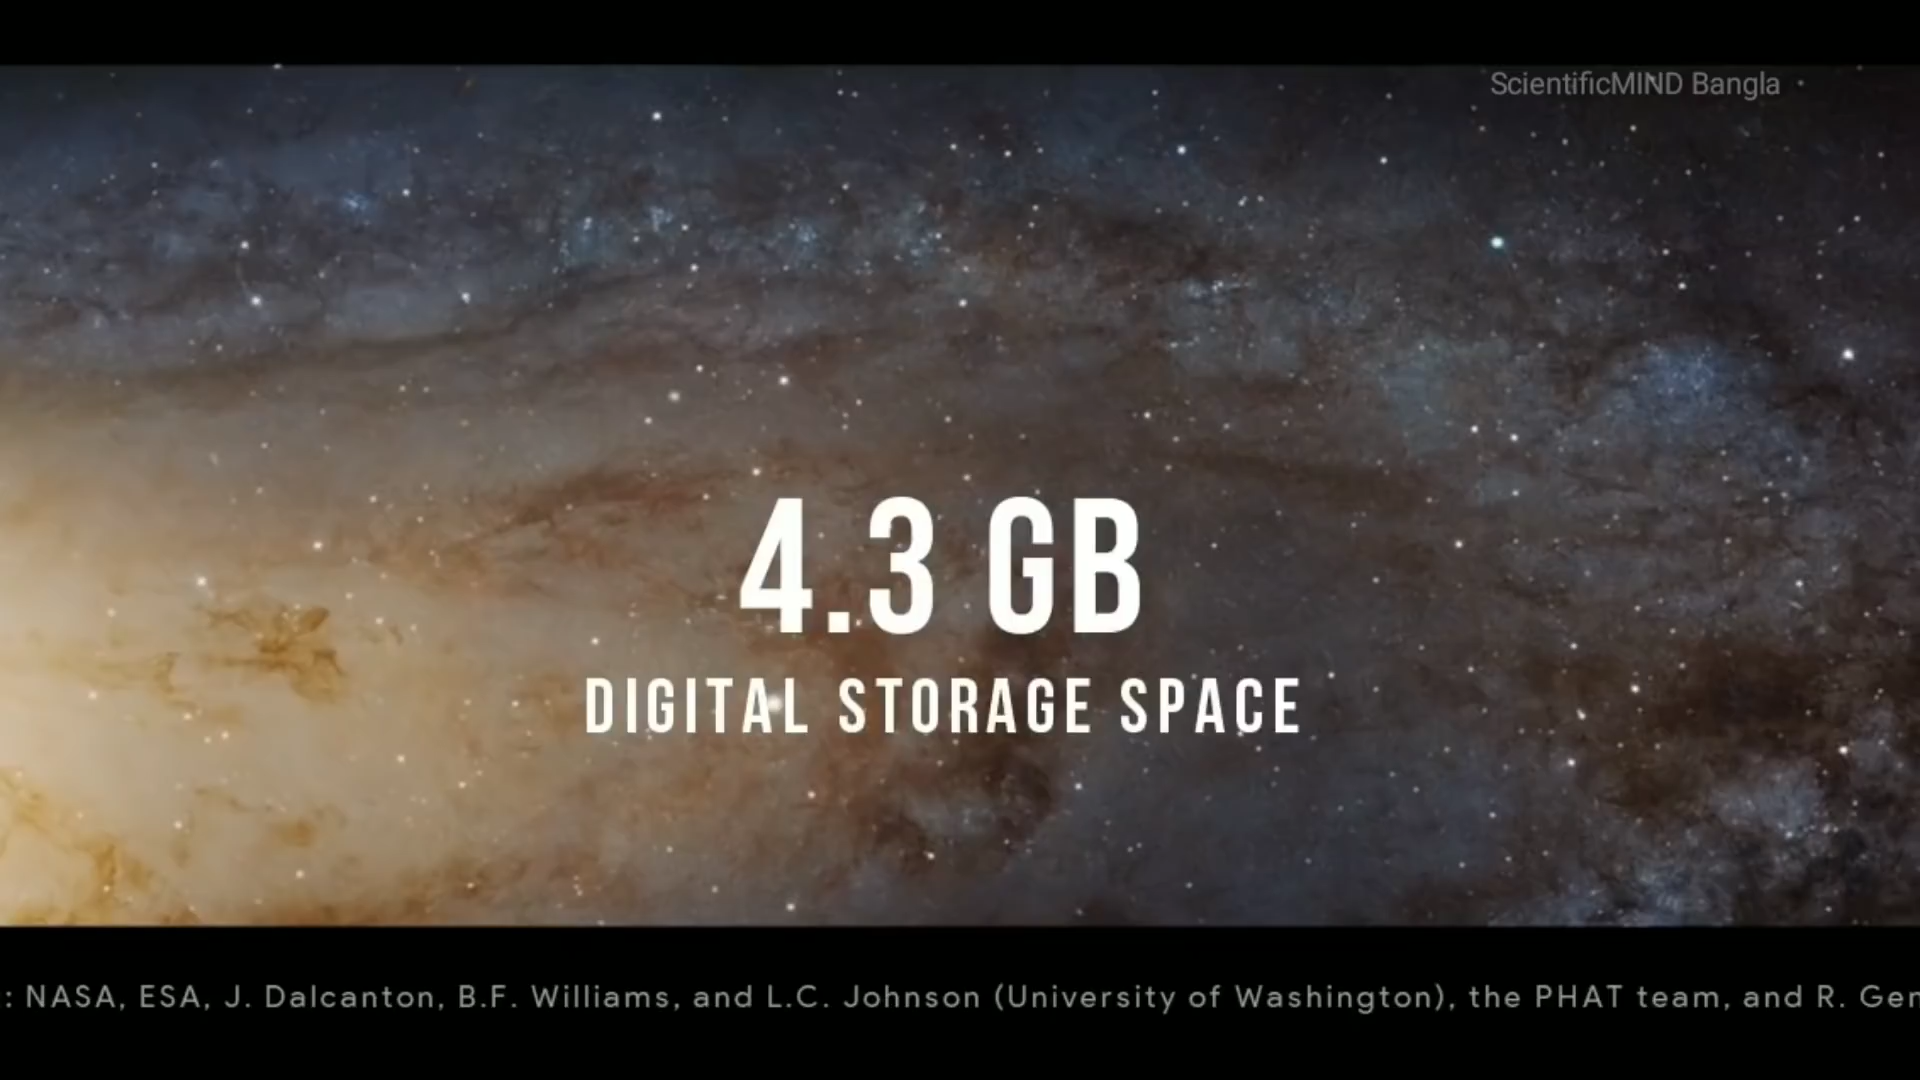 ScientificMIND Bangla
4.3 GB
DIGITAL STORAGE SPACE
: NASA, ESA, J. Dalcanton, B.F. Williams, and L.C. Johnson (University of Washington), the PHAT team, and R. Gen